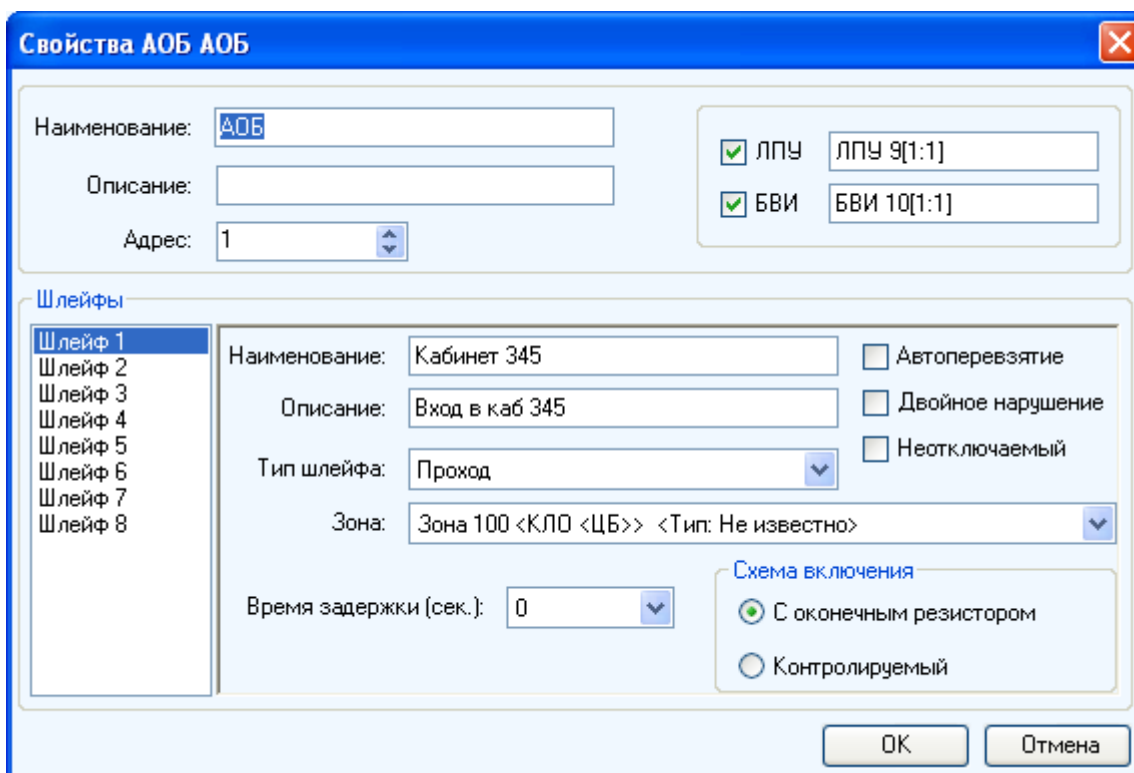 Свойства АОБ АОБ
Наименование: АОБ
Описание:
Адрес: 1
ЛПУ ЛПУ 9[1:1]
БВИ БВИ 10[1:1]
Шлейфы
Шлейф 1
Шлейф 2
Шлейф 3
Шлейф 4
Шлейф 5
Шлейф 6
Шлейф 7
Шлейф 8
Наименование: Кабинет 345
Описание: Вход в каб 345
Тип шлейфа: Проход
Зона: Зона 100 <КЛО <ЦБ>> <Тип: Не известно>
Время задержки (сек.): 0
Автоперевзятие
Двойное нарушение
Неотключаемый
Схема включения
С оконечным резистором
Контролируемый
OK Отмена